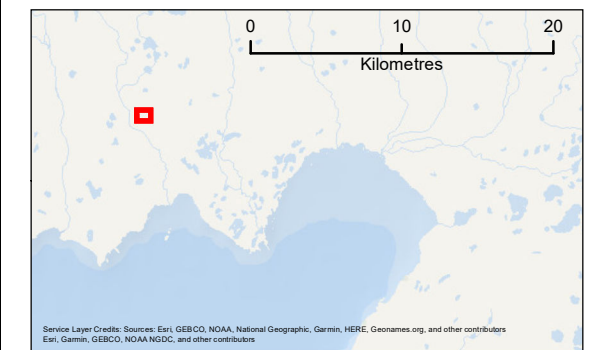 0 10 20
Kilometres
Service Layer Credits: Sources: Esri, GEBCO, NOAA, National Geographic, Garmin, HERE, Geonames.org, and other contributors
Esri, Garmin, GEBCO, NOAA NGDC, and other contributors